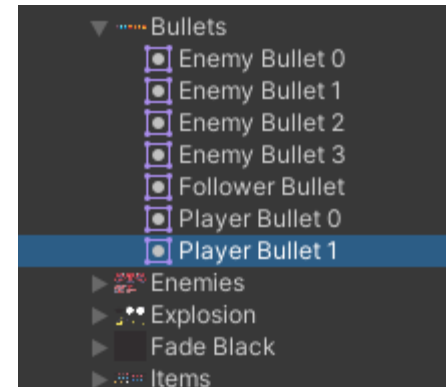 Bullets
Enemy Bullet 0
Enemy Bullet 1
Enemy Bullet 2
Enemy Bullet 3
Follower Bullet
Player Bullet 0
Player Bullet 1
Enemies
Explosion
Fade Black
Items